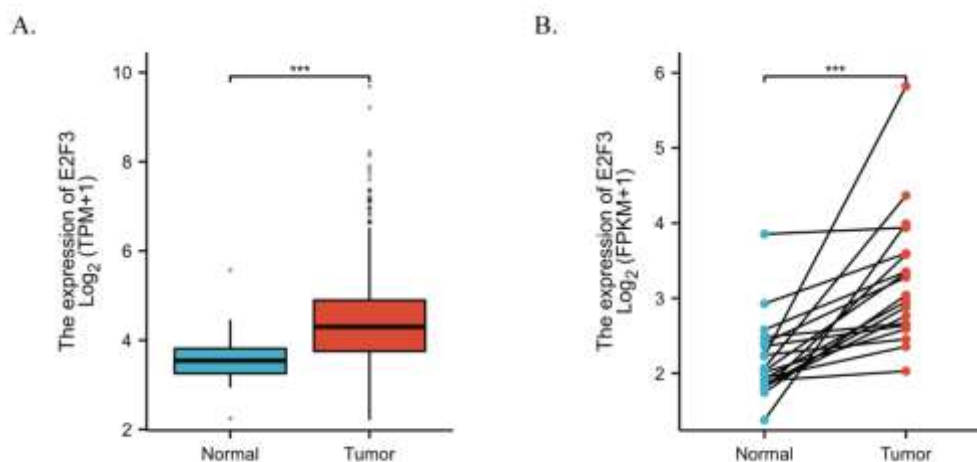 A.
B.
The expression of E2F3
Log2 (TPM+1)
10
8
6
4
2
***
Normal
Tumor
The expression of E2F3
Log2 (FPKM+1)
6
5
4
3
2
***
Normal
Tumor